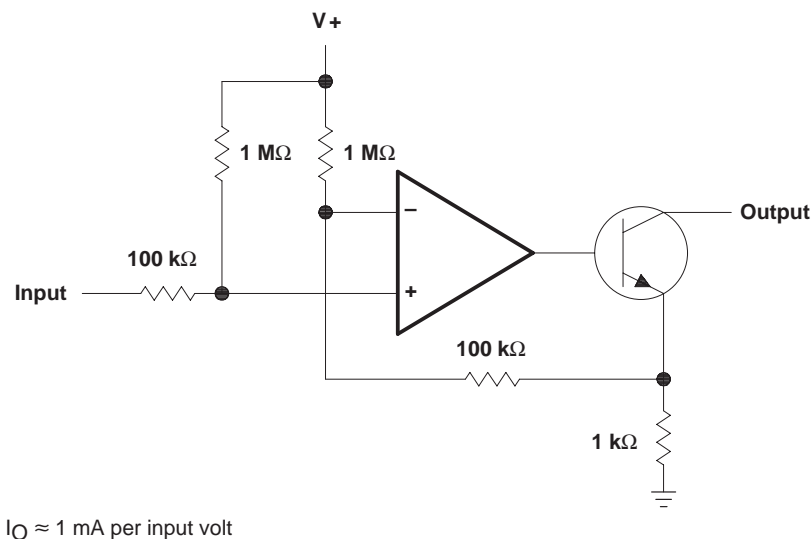 V+
1 MΩ
1 MΩ
–
Output
100 kΩ
Input
+
100 kΩ
1 kΩ
IO ≈ 1 mA per input volt